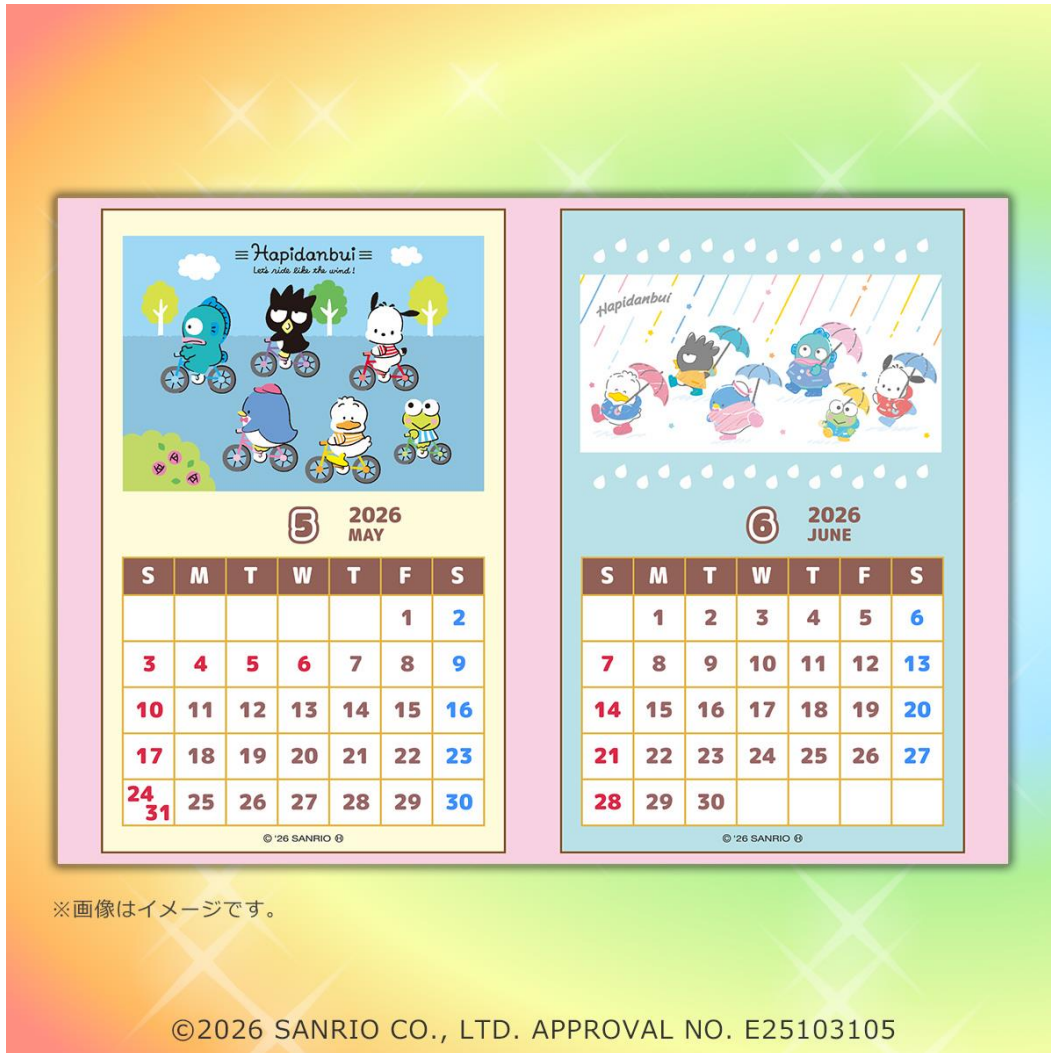 Hapidanbui
Let's ride like the wind!
5 2026
MAY
S M T W T F S
1 2
3 4 5 6 7 8 9
10 11 12 13 14 15 16
17 18 19 20 21 22 23
24
31 25 26 27 28 29 30
© '26 SANRIO Ⓗ
Hapidanbui
6 2026
JUNE
S M T W T F S
1 2 3 4 5 6
7 8 9 10 11 12 13
14 15 16 17 18 19 20
21 22 23 24 25 26 27
28 29 30
© '26 SANRIO Ⓗ
※画像はイメージです。
©2026 SANRIO CO., LTD. APPROVAL NO. E25103105